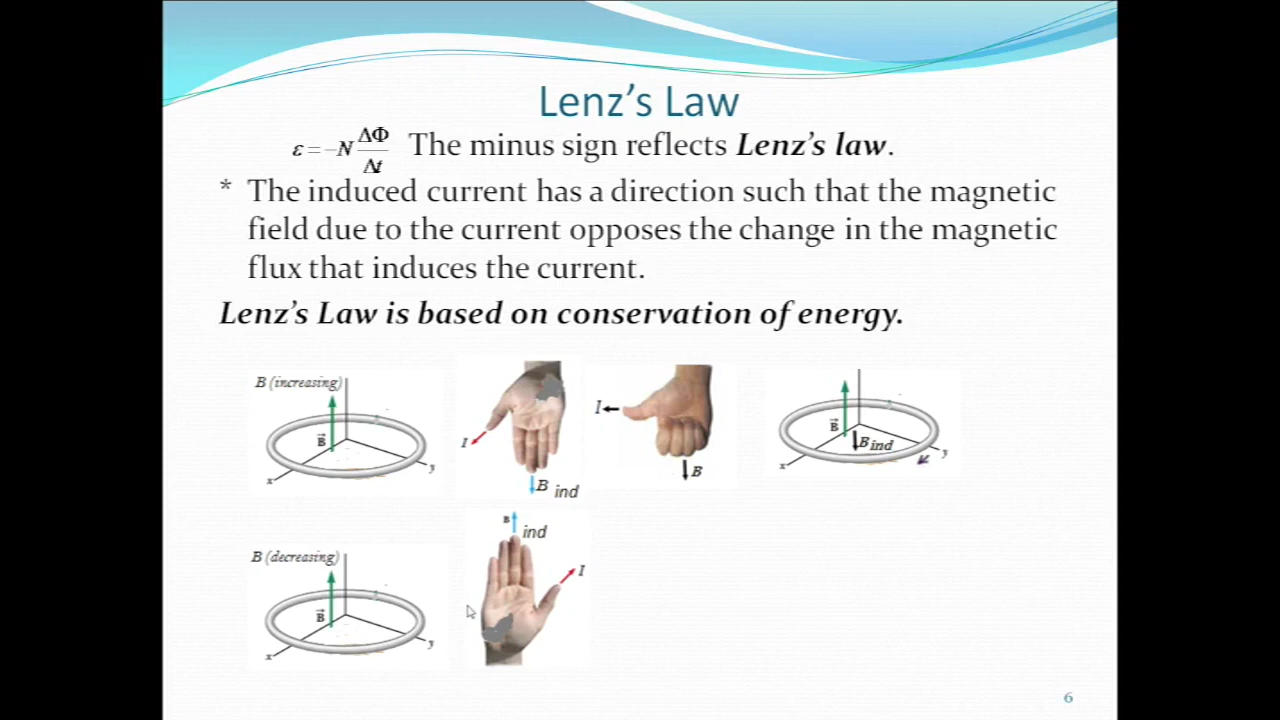 Lenz's Law
ε = −N ΔΦ/Δt The minus sign reflects Lenz's law.
* The induced current has a direction such that the magnetic
field due to the current opposes the change in the magnetic
flux that induces the current.
Lenz's Law is based on conservation of energy.
B (increasing)
B
x
y
I
B ind
I
B
B
B ind
x
y
B (decreasing)
B
x
y
B ind
I
6